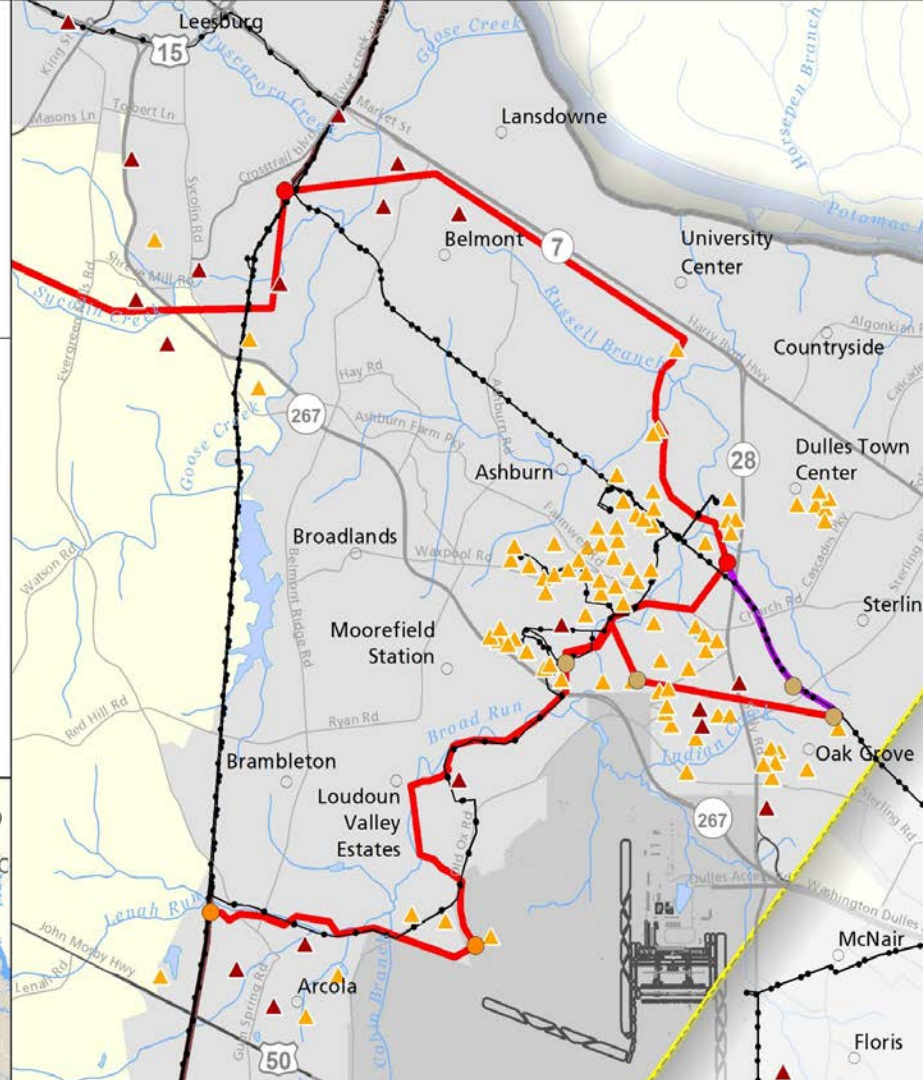 Leesburg
King St
15
Tuscarora Creek
Goose Creek
Horsepen Branch
Market St
Masons Ln
Tolbert Ln
Lansdowne
Crosstrail blvd
Sycolin Rd
Potomac
Belmont
7
University
Center
Shreve Mill Rd
Sycolin Creek
Evergreen Mills Rd
Russell Branch
Harry Byrd Hwy
Algonkian
Countryside
Hay Rd
Ashburn Rd
Goose Creek
267
Ashburn Farm Pky
28
Dulles Town
Center
Ashburn
Farmwell Rd
Broadlands
Waxpool Rd
Cascades Pky
Sterling
Watson Rd
Belmont Ridge Rd
Church Rd
Sterlin
Moorefield
Station
Red Hill Rd
Ryan Rd
Broad Run
Indian Creek
Oak Grove
Brambleton
Loudoun
Valley
Estates
Old Ox Rd
267
Sterling Rd
Dulles Access Rd
Washington Dulles
Lenah Run
John Mosby Hwy
Lenah Rd
McNair
Gum Spring Rd
Arcola
Cabin Branch
50
Floris